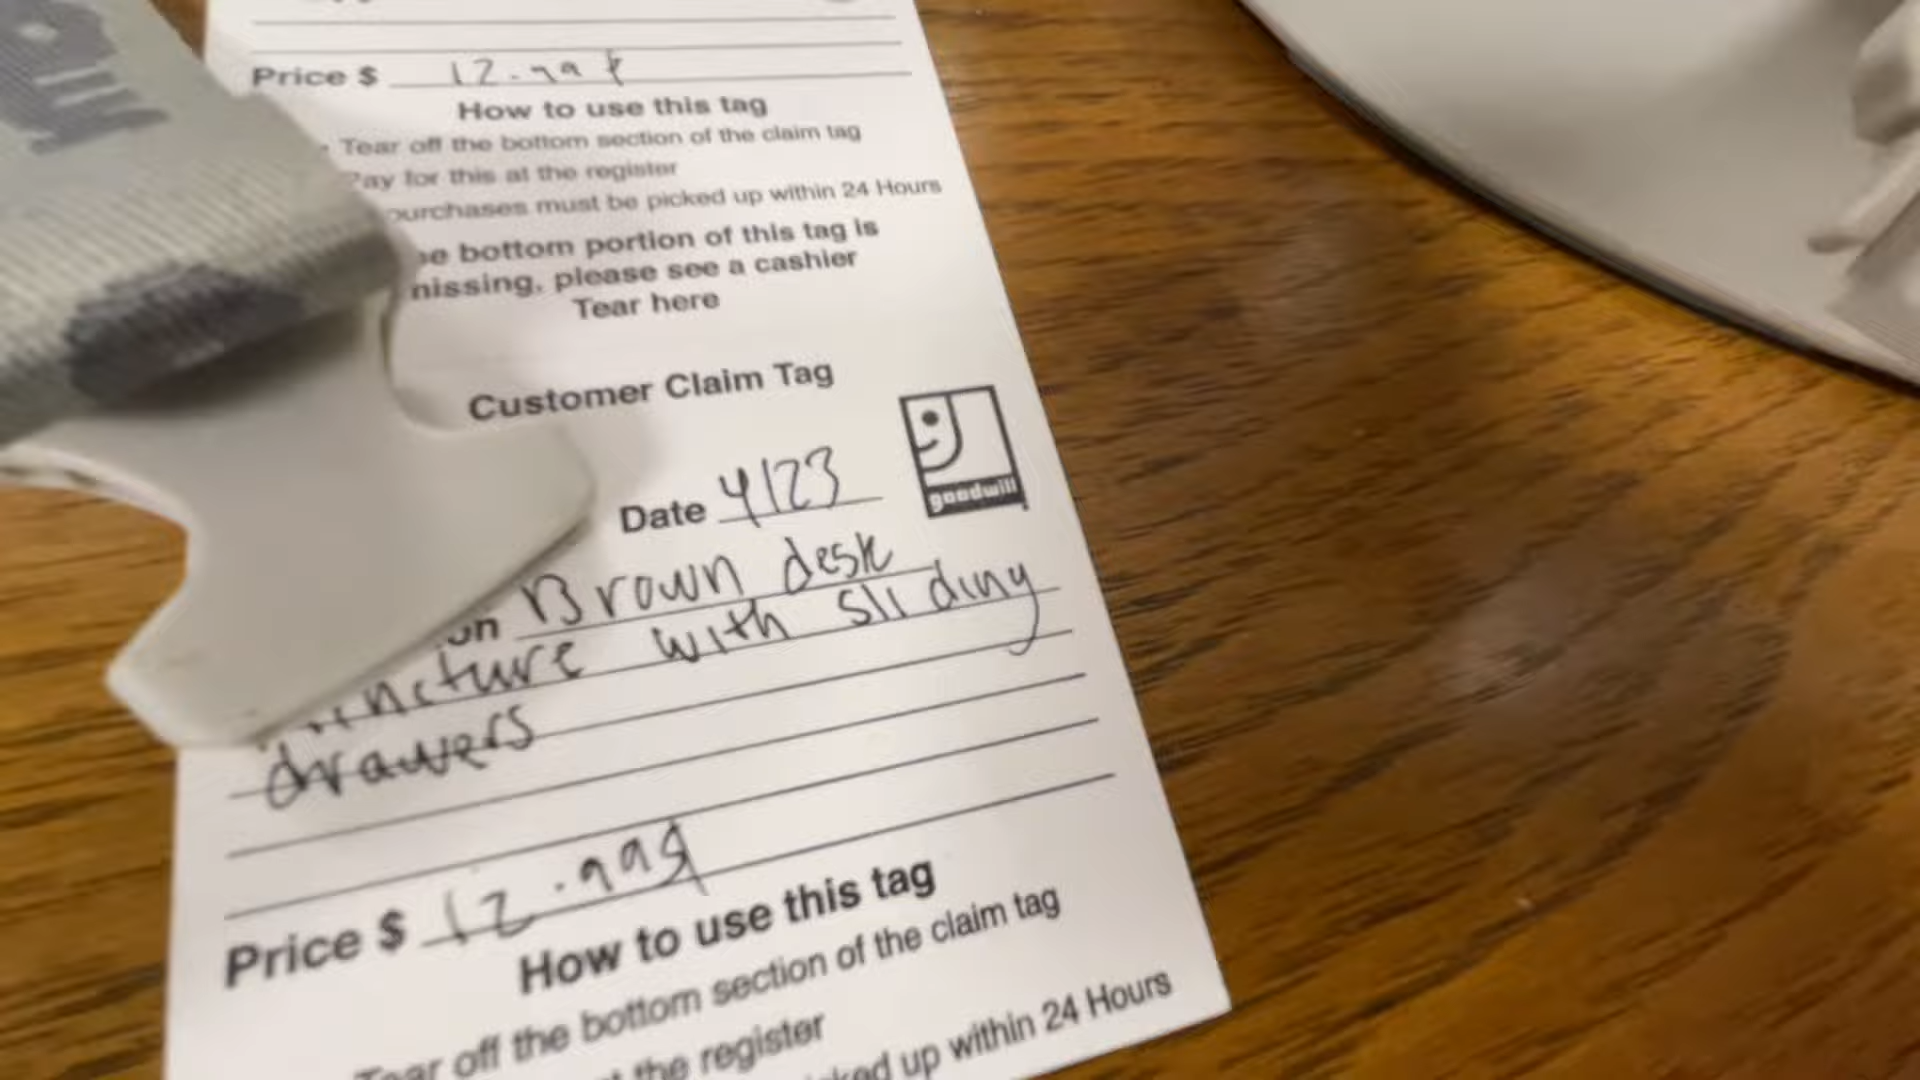 Price $ 12.99
How to use this tag
Tear off the bottom section of the claim tag
Pay for this at the register
purchases must be picked up within 24 Hours
bottom portion of this tag is
missing, please see a cashier
Tear here
Customer Claim Tag
goodwill
Date 4/23
Brown desk
with sliding
drawers
Price $ 12.99
How to use this tag
Tear off the bottom section of the claim tag
the register
picked up within 24 Hours